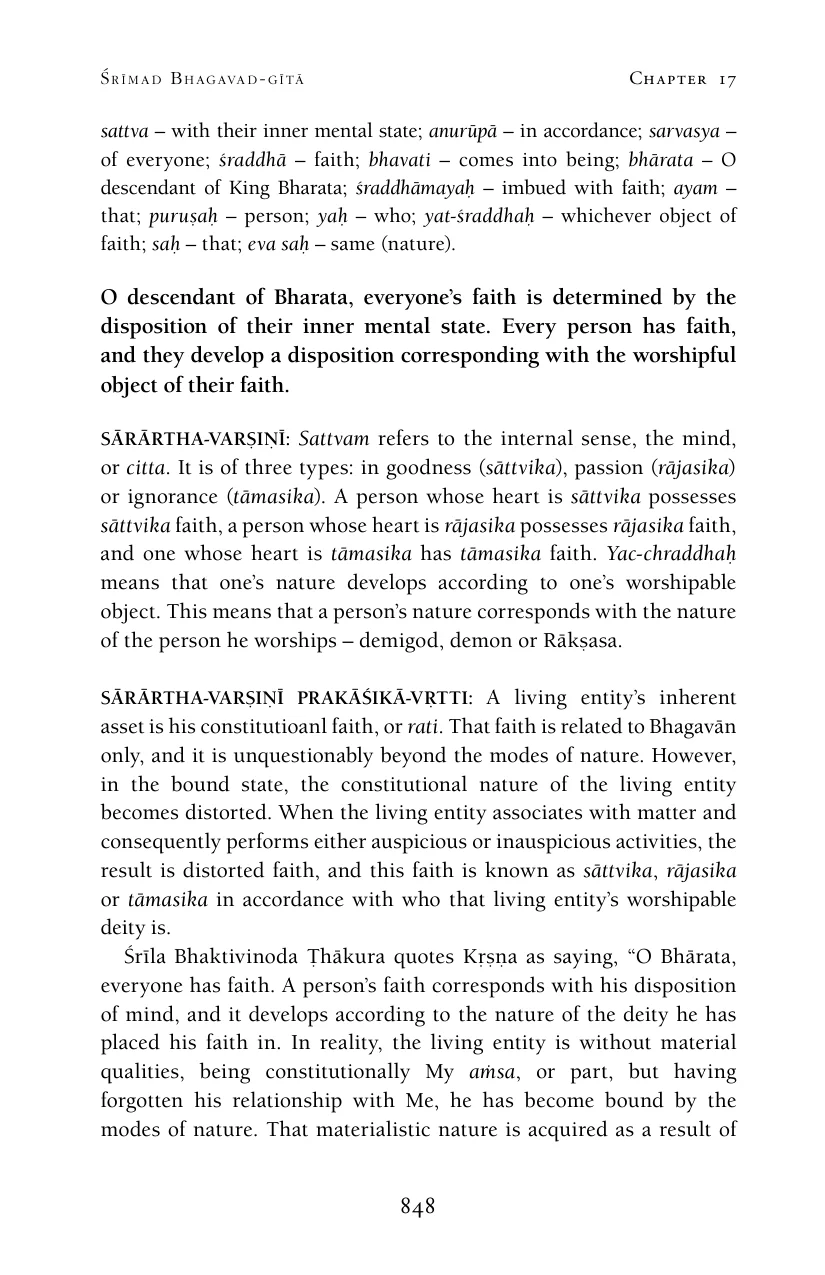 Śrīmad Bhagavad-gītā Chapter 17
sattva – with their inner mental state; anurūpā – in accordance; sarvasya –
of everyone; śraddhā – faith; bhavati – comes into being; bhārata – O
descendant of King Bharata; śraddhāmayaḥ – imbued with faith; ayam –
that; puruṣaḥ – person; yaḥ – who; yat-śraddhaḥ – whichever object of
faith; saḥ – that; eva saḥ – same (nature).
O descendant of Bharata, everyone’s faith is determined by the
disposition of their inner mental state. Every person has faith,
and they develop a disposition corresponding with the worshipful
object of their faith.
SĀRĀRTHA-VARṢIṆĪ: Sattvam refers to the internal sense, the mind,
or citta. It is of three types: in goodness (sāttvika), passion (rājasika)
or ignorance (tāmasika). A person whose heart is sāttvika possesses
sāttvika faith, a person whose heart is rājasika possesses rājasika faith,
and one whose heart is tāmasika has tāmasika faith. Yac-chraddhaḥ
means that one’s nature develops according to one’s worshipable
object. This means that a person’s nature corresponds with the nature
of the person he worships – demigod, demon or Rākṣasa.
SĀRĀRTHA-VARṢIṆĪ PRAKĀŚIKĀ-VṚTTI: A living entity’s inherent
asset is his constitutioanl faith, or rati. That faith is related to Bhagavān
only, and it is unquestionably beyond the modes of nature. However,
in the bound state, the constitutional nature of the living entity
becomes distorted. When the living entity associates with matter and
consequently performs either auspicious or inauspicious activities, the
result is distorted faith, and this faith is known as sāttvika, rājasika
or tāmasika in accordance with who that living entity’s worshipable
deity is.
Śrīla Bhaktivinoda Ṭhākura quotes Kṛṣṇa as saying, “O Bhārata,
everyone has faith. A person’s faith corresponds with his disposition
of mind, and it develops according to the nature of the deity he has
placed his faith in. In reality, the living entity is without material
qualities, being constitutionally My aṁsa, or part, but having
forgotten his relationship with Me, he has become bound by the
modes of nature. That materialistic nature is acquired as a result of
848